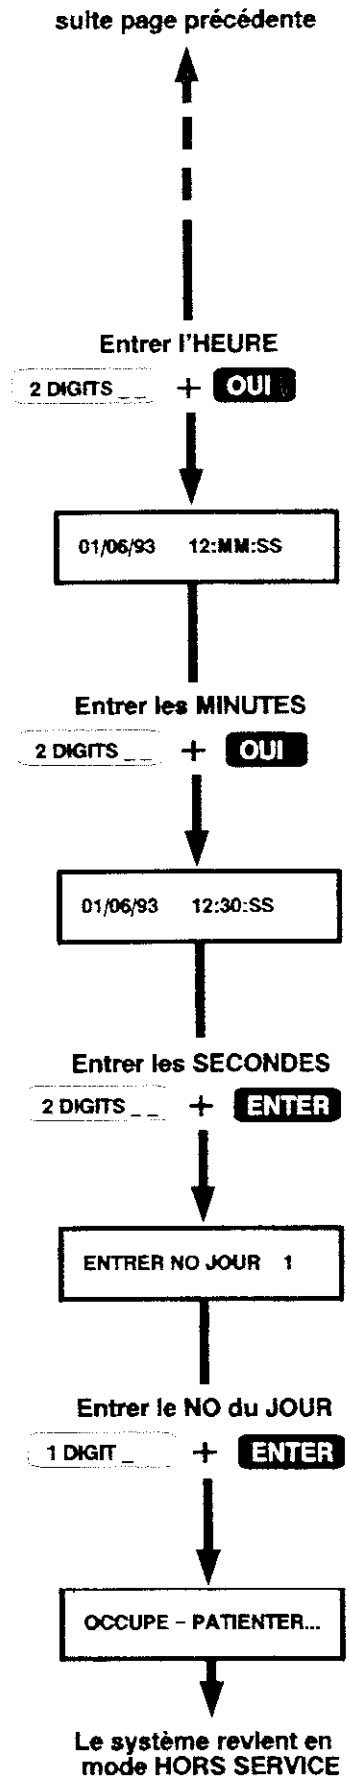 suite page précédente
Entrer l'HEURE
2 DIGITS _ _ + OUI
01/06/93 12:MM:SS
Entrer les MINUTES
2 DIGITS _ _ + OUI
01/06/93 12:30:SS
Entrer les SECONDES
2 DIGITS _ _ + ENTER
ENTRER NO JOUR 1
Entrer le NO du JOUR
1 DIGIT _ + ENTER
OCCUPE – PATIENTER...
Le système revient en
mode HORS SERVICE